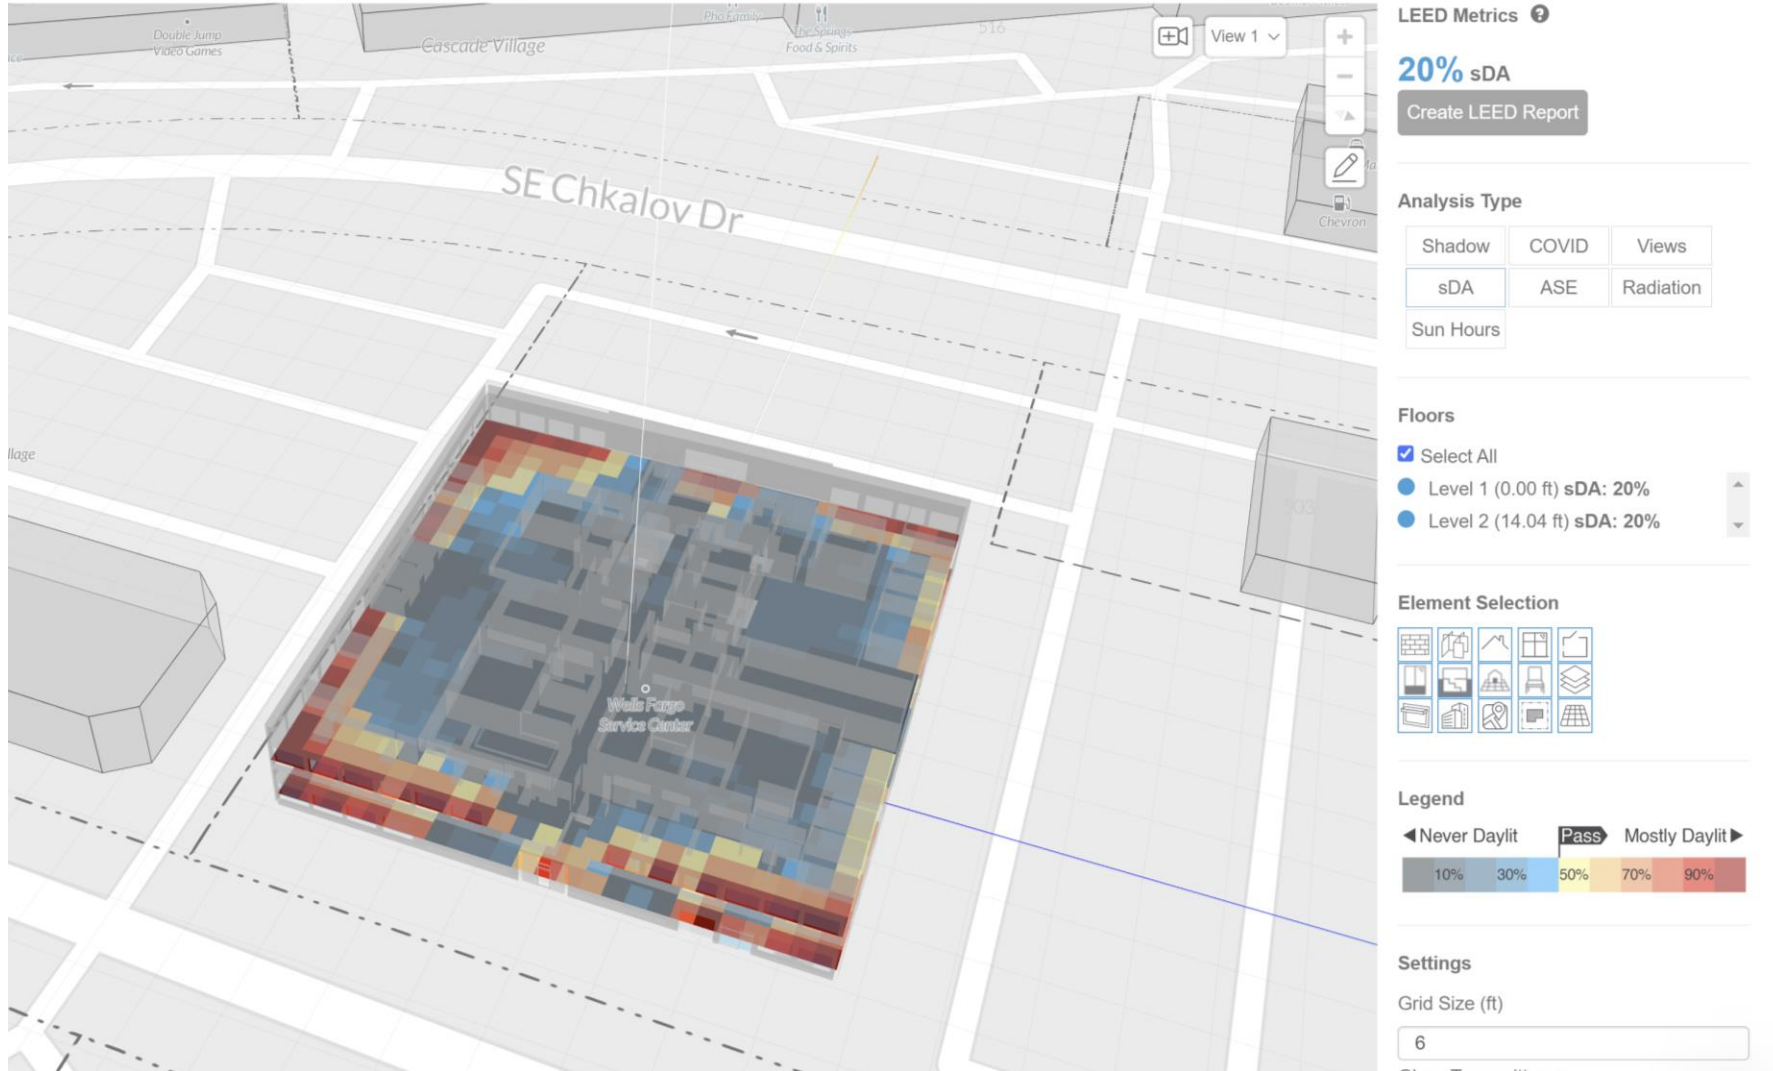 Double Jump
Video Games
Cascade Village
Pho Family
The Springs
Food & Spirits
516
View 1
SE Chkalov Dr
Chevron
llage
503
Wells Fargo
Service Center
LEED Metrics
20% sDA
Create LEED Report
Analysis Type
Shadow COVID Views
sDA ASE Radiation
Sun Hours
Floors
Select All
Level 1 (0.00 ft) sDA: 20%
Level 2 (14.04 ft) sDA: 20%
Element Selection
Legend
Never Daylit Pass Mostly Daylit
10% 30% 50% 70% 90%
Settings
Grid Size (ft)
6